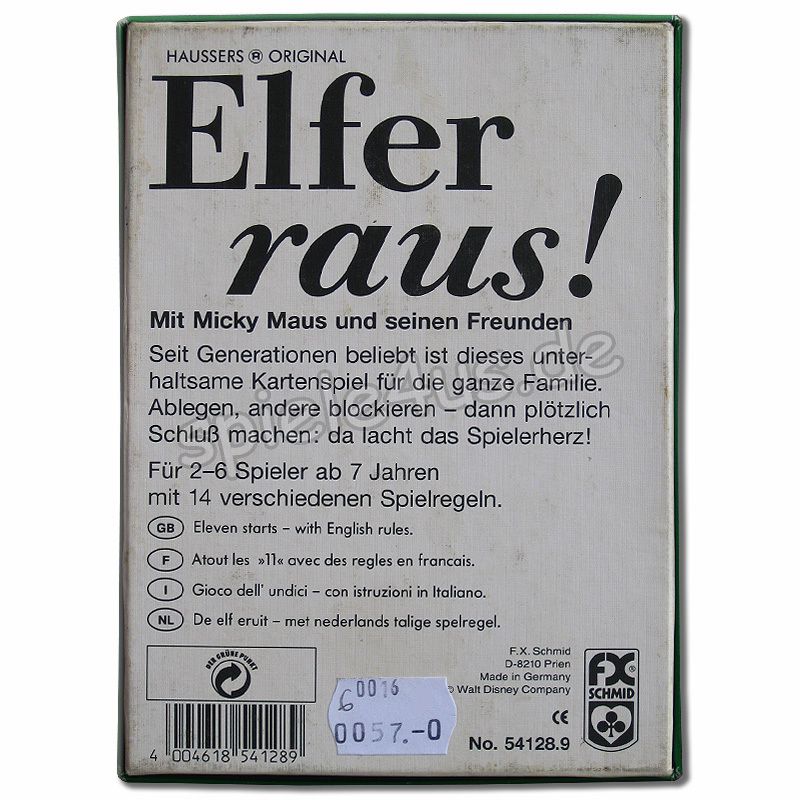 HAUSSERS ® ORIGINAL
Elfer
raus!
Mit Micky Maus und seinen Freunden
Seit Generationen beliebt ist dieses unter-
haltsame Kartenspiel für die ganze Familie.
Ablegen, andere blockieren – dann plötzlich
Schluß machen: da lacht das Spielerherz!
Für 2–6 Spieler ab 7 Jahren
mit 14 verschiedenen Spielregeln.
GB Eleven starts – with English rules.
F Atout les »11« avec des regles en francais.
I Gioco dell' undici – con istruzioni in Italiano.
NL De elf eruit – met nederlands talige spelregel.
DER GRÜNE PUNKT
4 004618 541289
6 0016
0057.-0
F.X. Schmid
D-8210 Prien
Made in Germany
© Walt Disney Company
CE
No. 54128.9
FX®
SCHMID
spiele4us.de